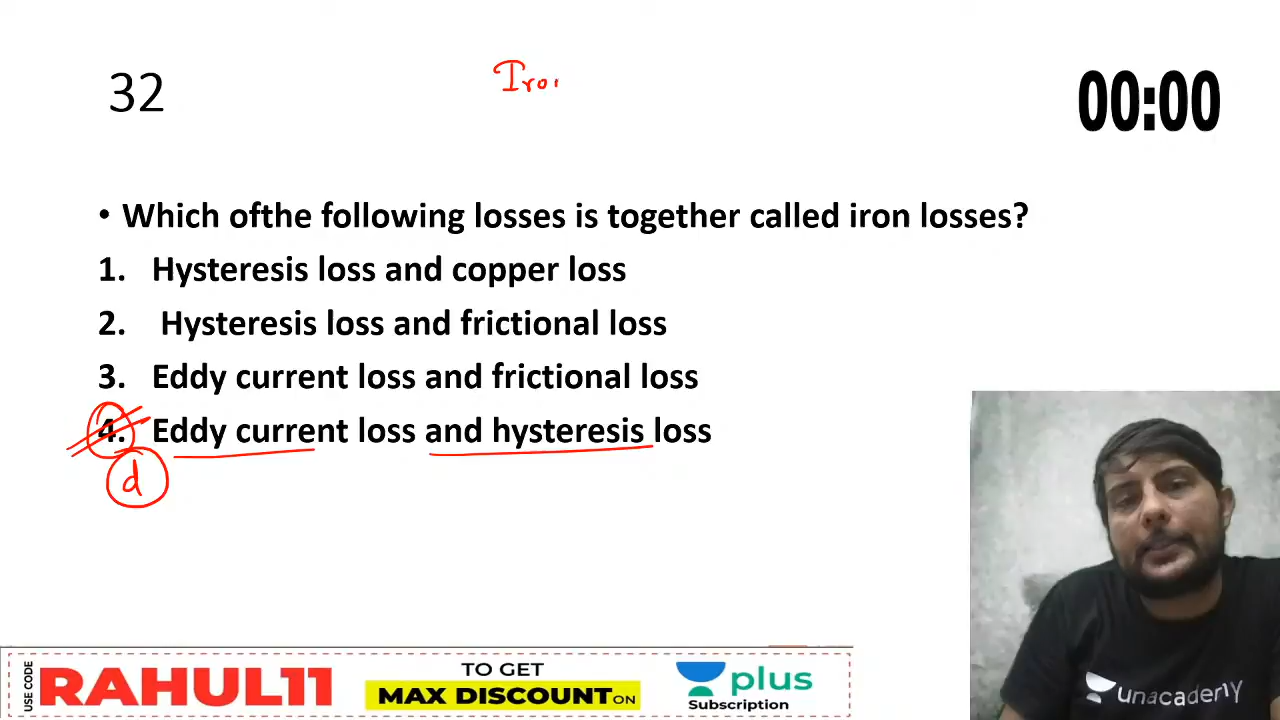 32
Iron
00:00
• Which ofthe following losses is together called iron losses?
1. Hysteresis loss and copper loss
2. Hysteresis loss and frictional loss
3. Eddy current loss and frictional loss
4. Eddy current loss and hysteresis loss
d
unacademy
USE CODE
RAHUL11
TO GET
MAX DISCOUNT ON
plus
Subscription